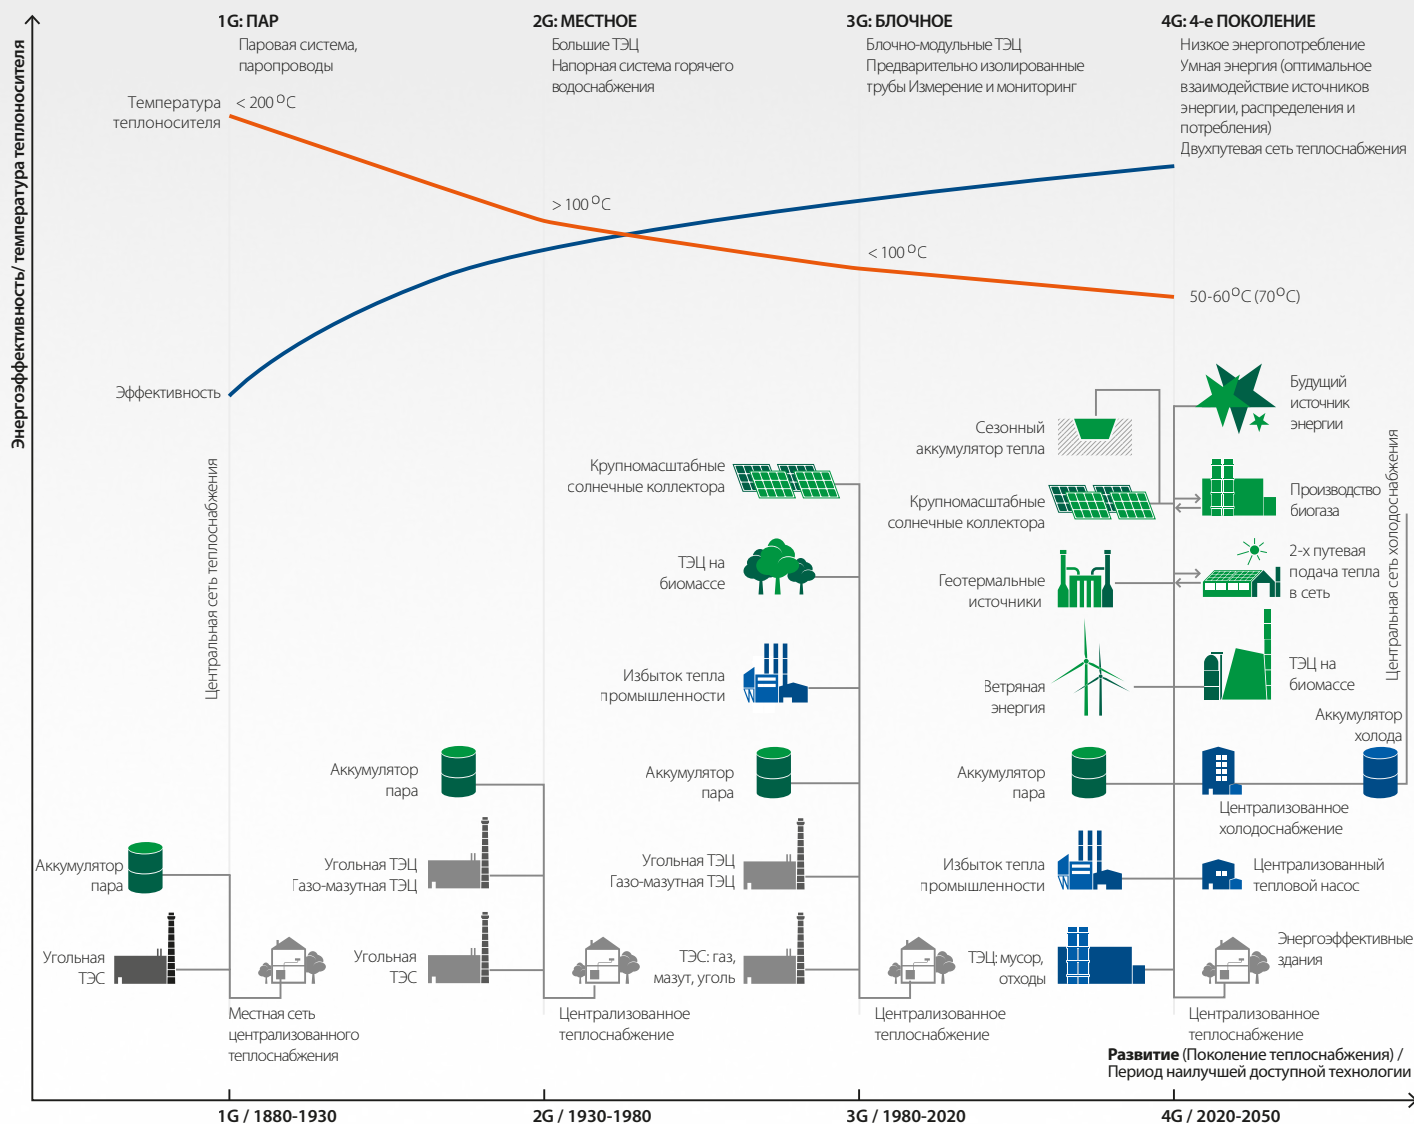 Энергоэффективность/ температура теплоносителя
1G: ПАР
Паровая система,
паропроводы
2G: МЕСТНОЕ
Большие ТЭЦ
Напорная система горячего
водоснабжения
3G: БЛОЧНОЕ
Блочно-модульные ТЭЦ
Предварительно изолированные
трубы Измерение и мониторинг
4G: 4-е ПОКОЛЕНИЕ
Низкое энергопотребление
Умная энергия (оптимальное
взаимодействие источников
энергии, распределения и
потребления)
Двухпутевая сеть теплоснабжения
Температура
теплоносителя
< 200 °C
> 100 °C
< 100 °C
50-60°C (70°C)
Эффективность
Центральная сеть теплоснабжения
Аккумулятор
пара
Угольная
ТЭС
Местная сеть
централизованного
теплоснабжения
Аккумулятор
пара
Угольная ТЭЦ
Газо-мазутная ТЭЦ
Угольная
ТЭС
Централизованное
теплоснабжение
Крупномасштабные
солнечные коллектора
ТЭЦ на
биомассе
Избыток тепла
промышленности
Аккумулятор
пара
Угольная ТЭЦ
Газо-мазутная ТЭЦ
ТЭС: газ,
мазут, уголь
Централизованное
теплоснабжение
Сезонный
аккумулятор тепла
Крупномасштабные
солнечные коллектора
Геотермальные
источники
Ветряная
энергия
Аккумулятор
пара
Избыток тепла
промышленности
ТЭЦ: мусор,
отходы
Будущий
источник
энергии
Производство
биогаза
2-х путевая
подача тепла
в сеть
ТЭЦ на
биомассе
Центральная сеть холодоснабжения
Аккумулятор
холода
Централизованное
холодоснабжение
Централизованный
тепловой насос
Энергоэффективные
здания
Централизованное
теплоснабжение
Развитие (Поколение теплоснабжения) /
Период наилучшей доступной технологии
1G / 1880-1930
2G / 1930-1980
3G / 1980-2020
4G / 2020-2050